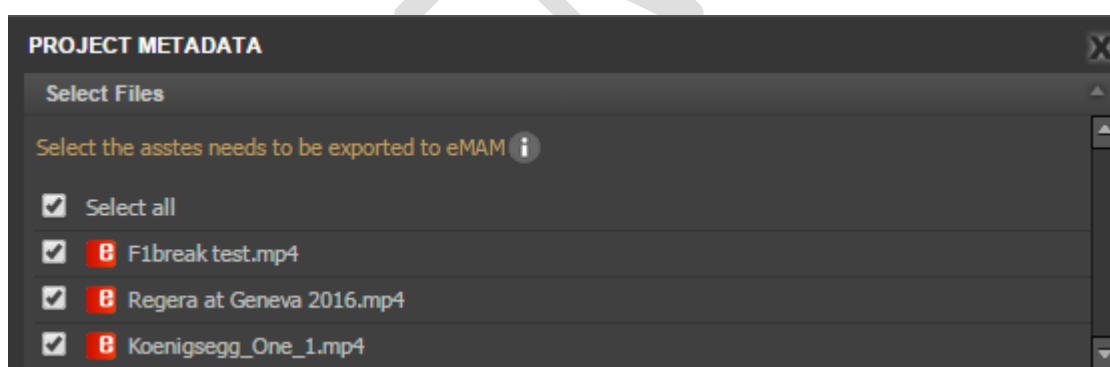 PROJECT METADATA
X
Select Files
Select the asstes needs to be exported to eMAM i
Select all
e F1break test.mp4
e Regera at Geneva 2016.mp4
e Koenigsegg_One_1.mp4